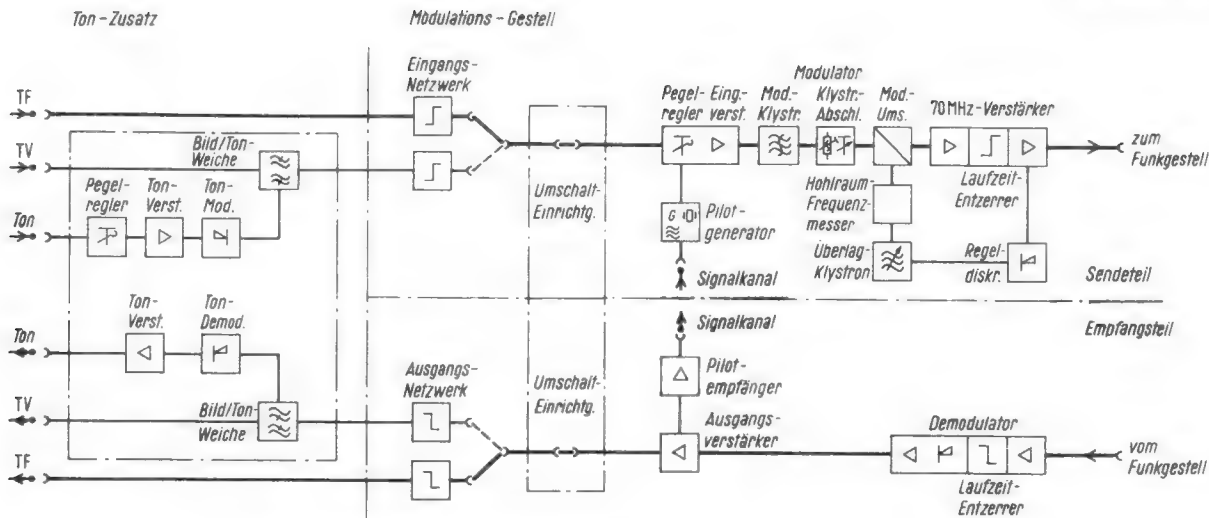 Ton-Zusatz
Modulations-Gestell
Eingangs-
Netzwerk
TF
TV
Ton
Bild/Ton-
Weiche
Pegel-
regler
Ton-
Verst.
Ton-
Mod.
Umschalt-
Einrichtg.
Pegel-
regler
Eing.-
verst.
Mod.-
Klystr.
Modulator
Klystr.-
Abschl.
Mod.-
Ums.
70MHz-Verstärker
zum
Funkgestell
Laufzeit-
Entzerrer
Hohlraum-
Frequenz-
messer
G
Pilot-
generator
Überlag-
Klystron
Regel-
diskr.
Signalkanal
Sendeteil
Signalkanal
Empfangsteil
Ton
TV
TF
Ton-
Verst.
Ton-
Demod.
Bild/Ton-
Weiche
Ausgangs-
Netzwerk
Umschalt-
Einrichtg.
Pilot-
empfänger
Ausgangs-
verstärker
Demodulator
vom
Funkgestell
Laufzeit-
Entzerrer